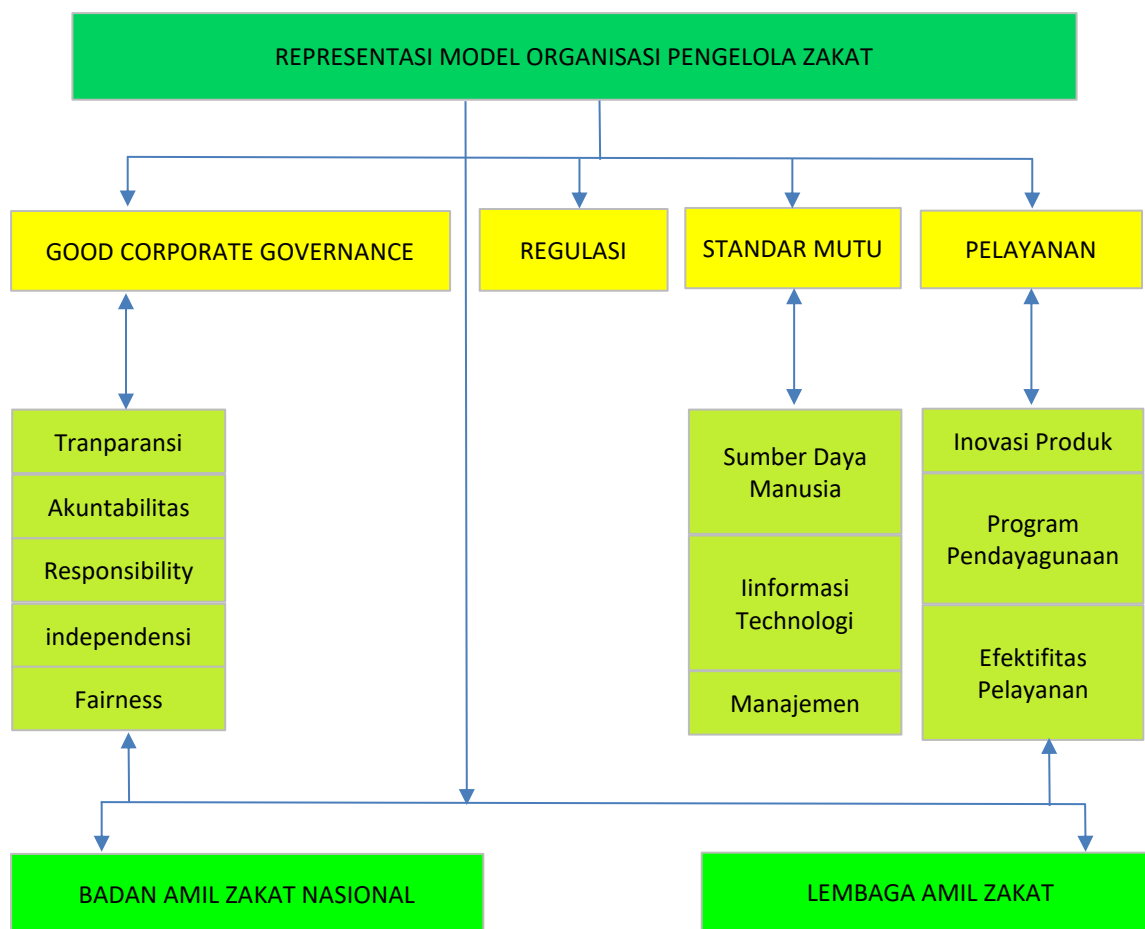 REPRESENTASI MODEL ORGANISASI PENGELOLA ZAKAT
GOOD CORPORATE GOVERNANCE
REGULASI
STANDAR MUTU
PELAYANAN
Tranparansi
Akuntabilitas
Responsibility
independensi
Fairness
Sumber Daya
Manusia
Iinformasi
Technologi
Manajemen
Inovasi Produk
Program
Pendayagunaan
Efektifitas
Pelayanan
BADAN AMIL ZAKAT NASIONAL
LEMBAGA AMIL ZAKAT